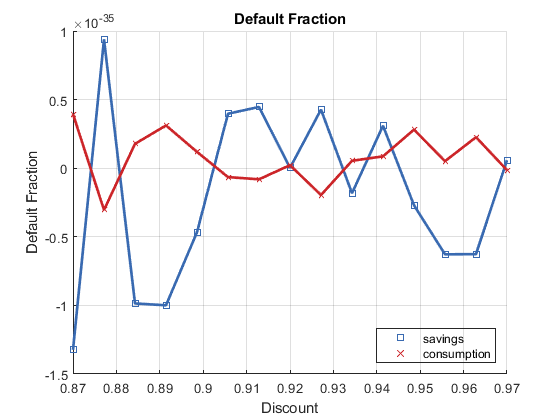 Default Fraction
×10^-35
1
0.5
0
-0.5
-1
-1.5
Default Fraction
savings
consumption
0.87 0.88 0.89 0.9 0.91 0.92 0.93 0.94 0.95 0.96 0.97
Discount